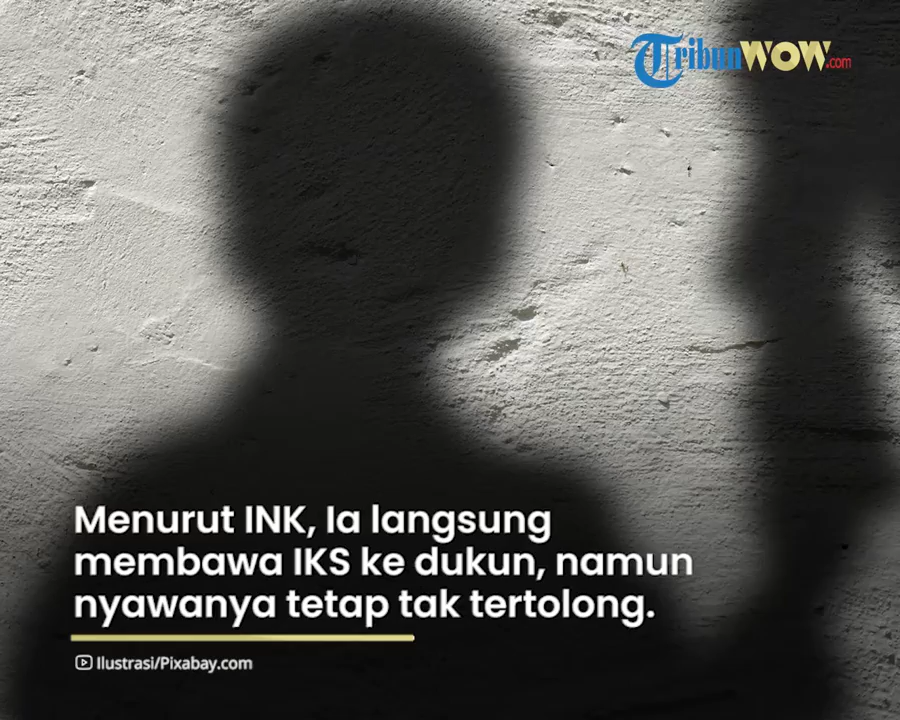 TribunWOW.com
Menurut INK, Ia langsung
membawa IKS ke dukun, namun
nyawanya tetap tak tertolong.
Ilustrasi/Pixabay.com